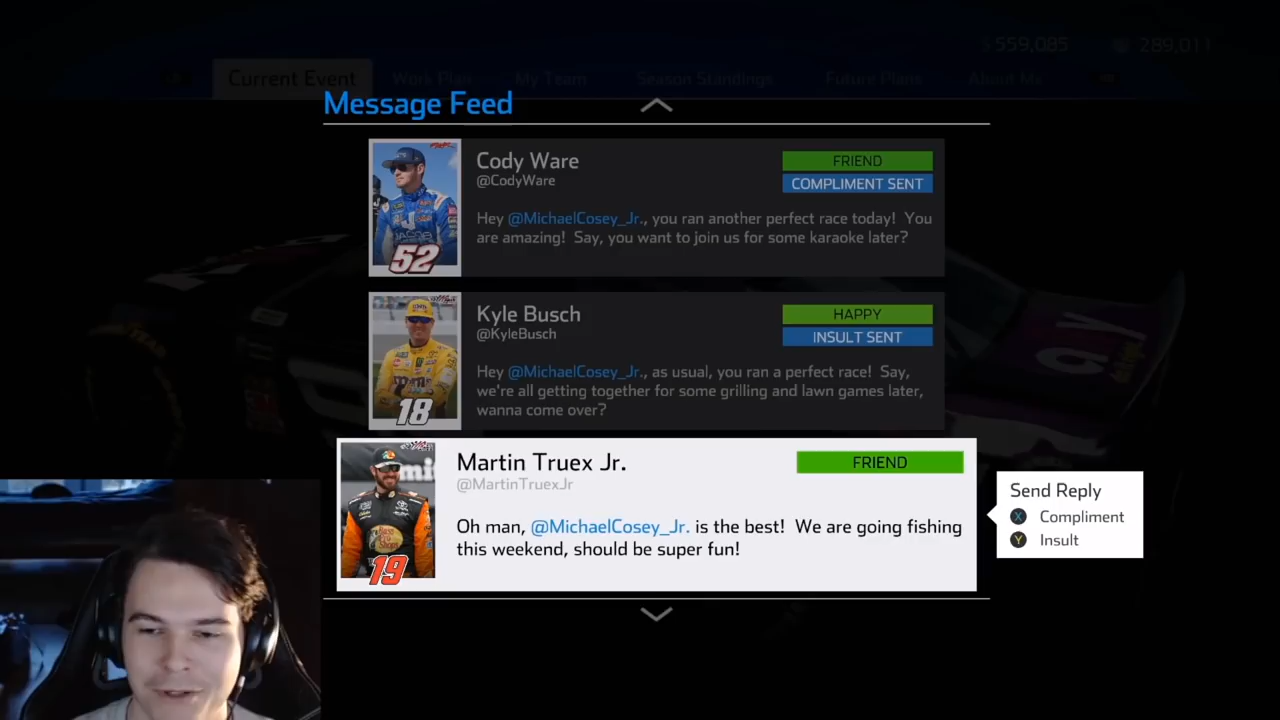 559,085 289,011
Current Event Work Plan My Team Season Standings Future Plans About Me
Message Feed
Cody Ware
@CodyWare
FRIEND
COMPLIMENT SENT
Hey @MichaelCosey_Jr., you ran another perfect race today! You
are amazing! Say, you want to join us for some karaoke later?
52
Kyle Busch
@KyleBusch
HAPPY
INSULT SENT
Hey @MichaelCosey_Jr., as usual, you ran a perfect race! Say,
we're all getting together for some grilling and lawn games later,
wanna come over?
18
Martin Truex Jr.
@MartinTruexJr
FRIEND
Oh man, @MichaelCosey_Jr. is the best! We are going fishing
this weekend, should be super fun!
19
Send Reply
X Compliment
Y Insult